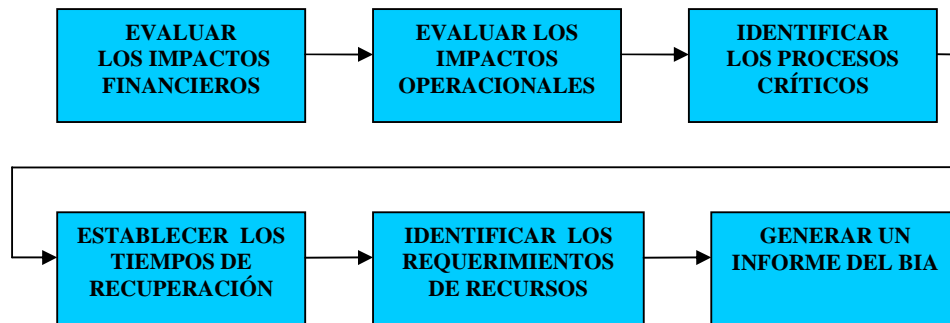 EVALUAR
LOS IMPACTOS
FINANCIEROS
EVALUAR LOS
IMPACTOS
OPERACIONALES
IDENTIFICAR
LOS PROCESOS
CRÍTICOS
ESTABLECER LOS
TIEMPOS DE
RECUPERACIÓN
IDENTIFICAR LOS
REQUERIMIENTOS
DE RECURSOS
GENERAR UN
INFORME DEL BIA